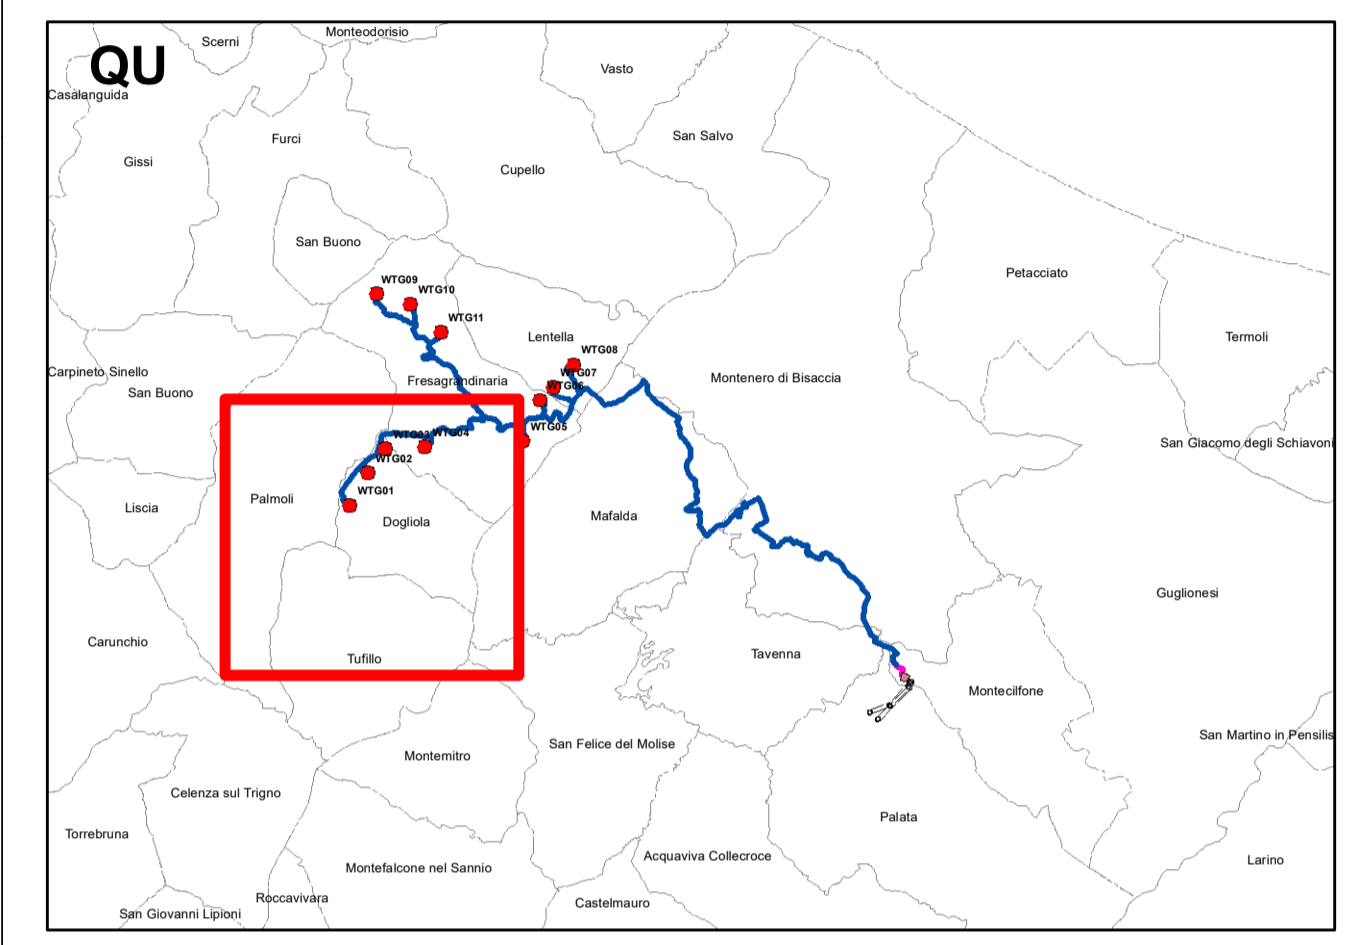 Monteodorisio
Scerni
QU
Vasto
Casalanguida
San Salvo
Furci
Gissi
Cupello
San Buono
Petacciato
WTG09
WTG10
WTG11
Lentella
Termoli
WTG08
Carpineto Sinello
WTG07
Fresagrandinaria
Montenero di Bisaccia
WTG06
San Buono
WTG05
WTG03
WTG04
San Giacomo degli Schiavoni
WTG02
WTG01
Palmoli
Liscia
Mafalda
Dogliola
Guglionesi
Carunchio
Tavenna
Tufillo
Montecilfone
San Martino in Pensilis
San Felice del Molise
Montemitro
Celenza sul Trigno
Palata
Torrebruna
Acquaviva Collecroce
Larino
Montefalcone nel Sannio
Roccavivara
Castelmauro
San Giovanni Lipioni